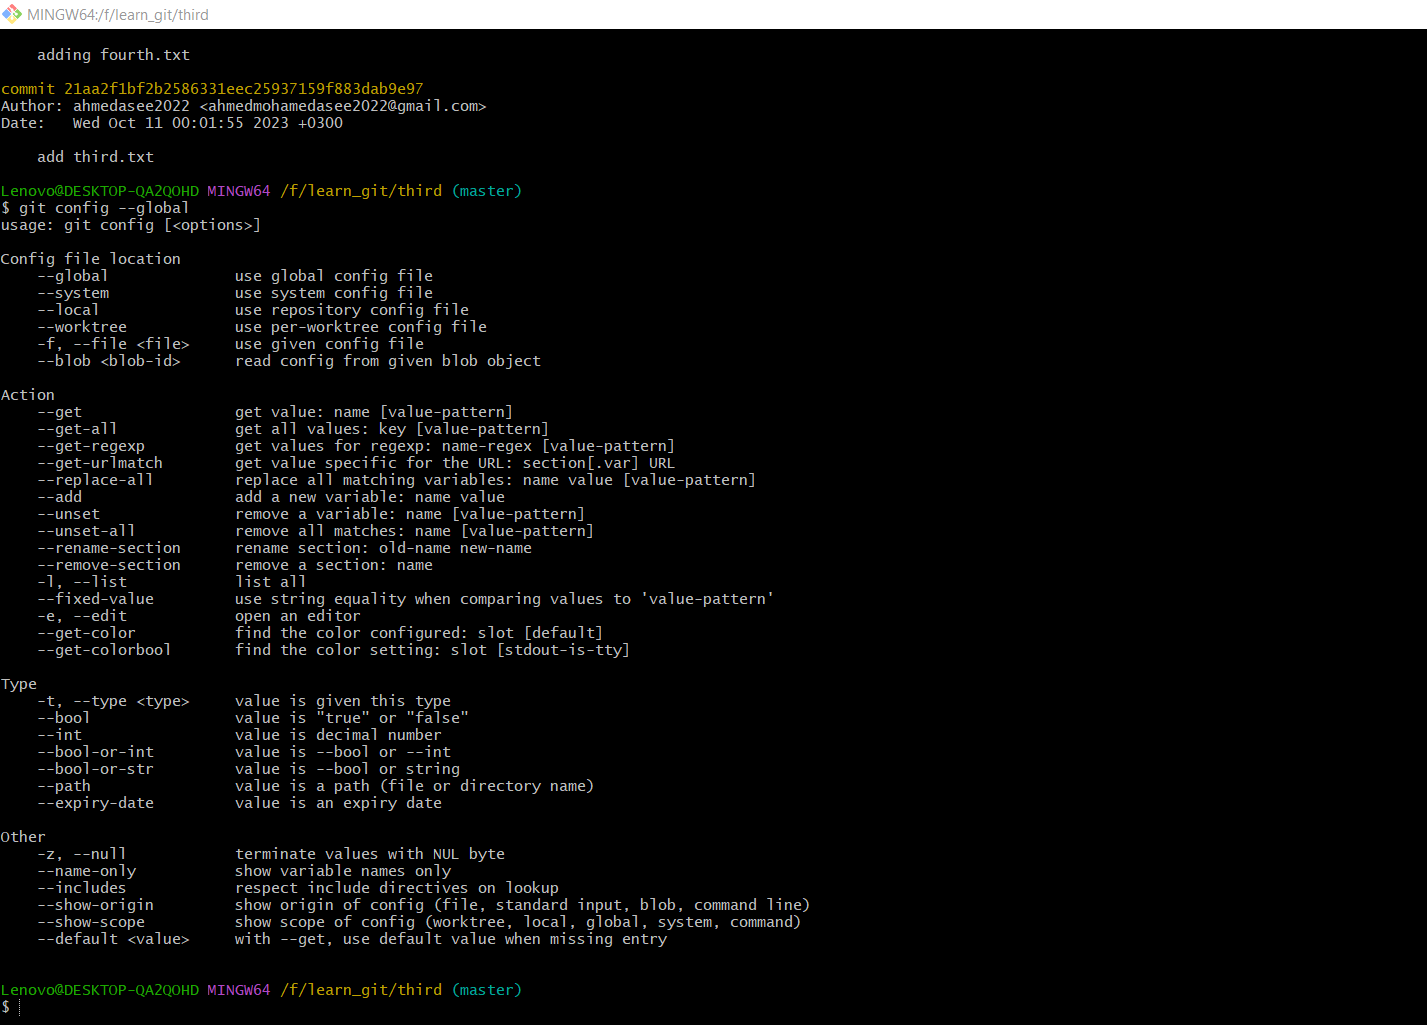 MINGW64:/f/learn_git/third
adding fourth.txt
commit 21aa2f1bf2b2586331eec25937159f883dab9e97
Author: ahmedasee2022 <ahmedmohamedasee2022@gmail.com>
Date:   Wed Oct 11 00:01:55 2023 +0300
add third.txt
Lenovo@DESKTOP-QA2QOHD MINGW64 /f/learn_git/third (master)
$ git config --global
usage: git config [<options>]
Config file location
--global              use global config file
--system              use system config file
--local               use repository config file
--worktree            use per-worktree config file
-f, --file <file>     use given config file
--blob <blob-id>      read config from given blob object
Action
--get                 get value: name [value-pattern]
--get-all             get all values: key [value-pattern]
--get-regexp          get values for regexp: name-regex [value-pattern]
--get-urlmatch        get value specific for the URL: section[.var] URL
--replace-all         replace all matching variables: name value [value-pattern]
--add                 add a new variable: name value
--unset               remove a variable: name [value-pattern]
--unset-all           remove all matches: name [value-pattern]
--rename-section      rename section: old-name new-name
--remove-section      remove a section: name
-l, --list            list all
--fixed-value         use string equality when comparing values to 'value-pattern'
-e, --edit            open an editor
--get-color           find the color configured: slot [default]
--get-colorbool       find the color setting: slot [stdout-is-tty]
Type
-t, --type <type>     value is given this type
--bool                value is "true" or "false"
--int                 value is decimal number
--bool-or-int         value is --bool or --int
--bool-or-str         value is --bool or string
--path                value is a path (file or directory name)
--expiry-date         value is an expiry date
Other
-z, --null            terminate values with NUL byte
--name-only           show variable names only
--includes            respect include directives on lookup
--show-origin         show origin of config (file, standard input, blob, command line)
--show-scope          show scope of config (worktree, local, global, system, command)
--default <value>     with --get, use default value when missing entry
Lenovo@DESKTOP-QA2QOHD MINGW64 /f/learn_git/third (master)
$